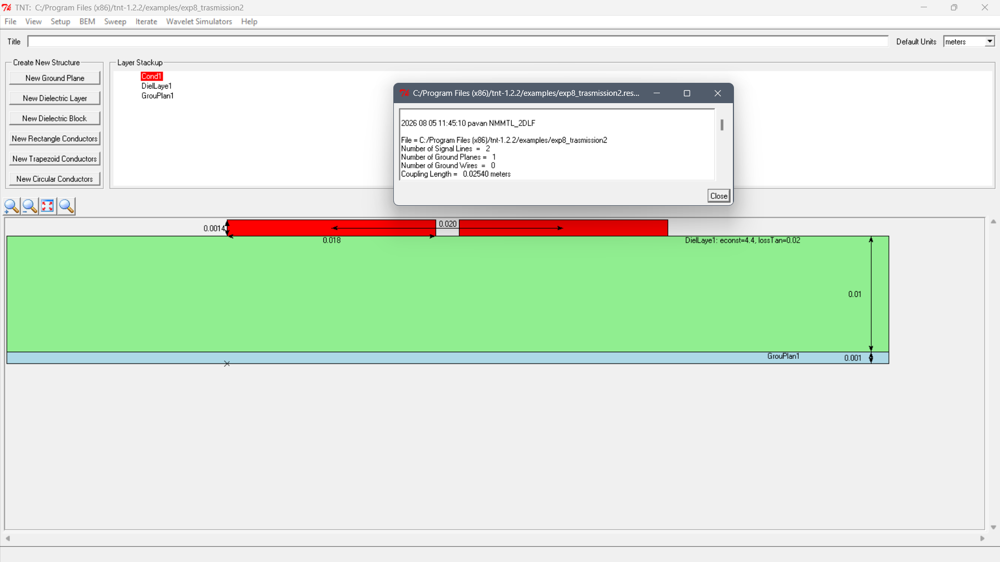 TNT: C:/Program Files (x86)/tnt-1.2.2/examples/exp8_trasmission2
File View Setup BEM Sweep Iterate Wavelet Simulators Help
Title
Default Units meters
Create New Structure
New Ground Plane
New Dielectric Layer
New Dielectric Block
New Rectangle Conductors
New Trapezoid Conductors
New Circular Conductors
Layer Stackup
Cond1
DielLaye1
GrouPlan1
C:/Program Files (x86)/tnt-1.2.2/examples/exp8_trasmission2.res...
2026 08 05 11:45:10 pavan NMMTL_2DLF
File = C:/Program Files (x86)/tnt-1.2.2/examples/exp8_trasmission2
Number of Signal Lines = 2
Number of Ground Planes = 1
Number of Ground Wires = 0
Coupling Length = 0.02540 meters
Close
0.0014
0.020
0.018
DielLaye1: econst=4.4, lossTan=0.02
0.01
GrouPlan1
0.001